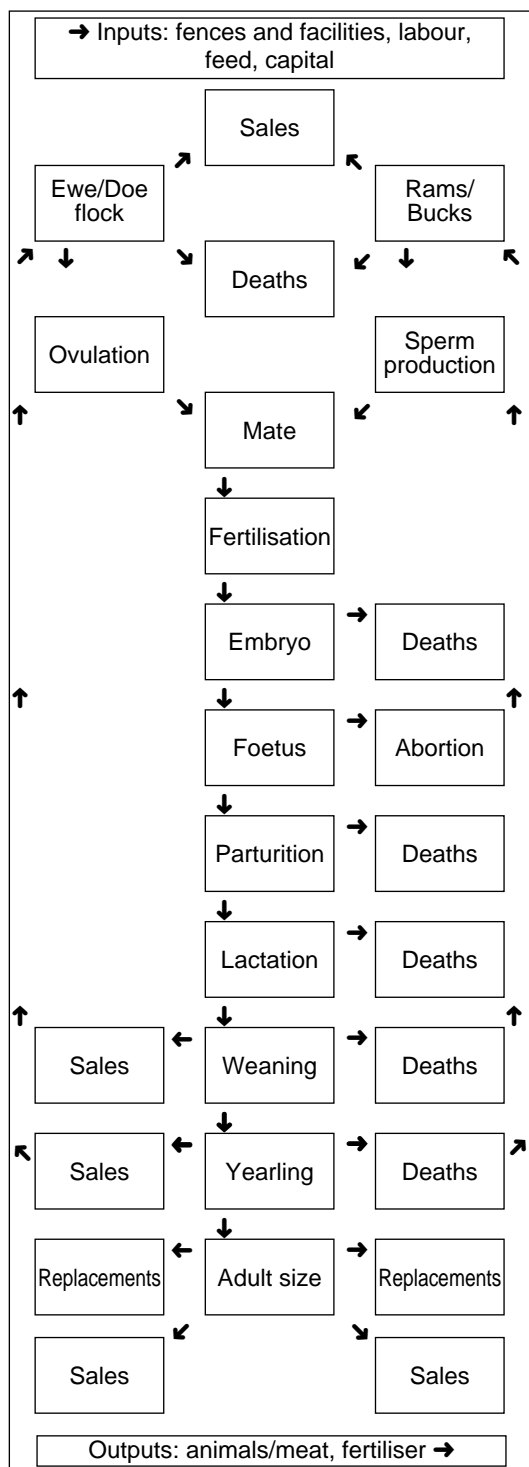 ➔ Inputs: fences and facilities, labour,
feed, capital
Sales
Ewe/Doe
flock
Rams/
Bucks
Deaths
Ovulation
Sperm
production
Mate
Fertilisation
Embryo
Deaths
Foetus
Abortion
Parturition
Deaths
Lactation
Deaths
Sales
Weaning
Deaths
Sales
Yearling
Deaths
Replacements
Adult size
Replacements
Sales
Sales
Outputs: animals/meat, fertiliser ➔